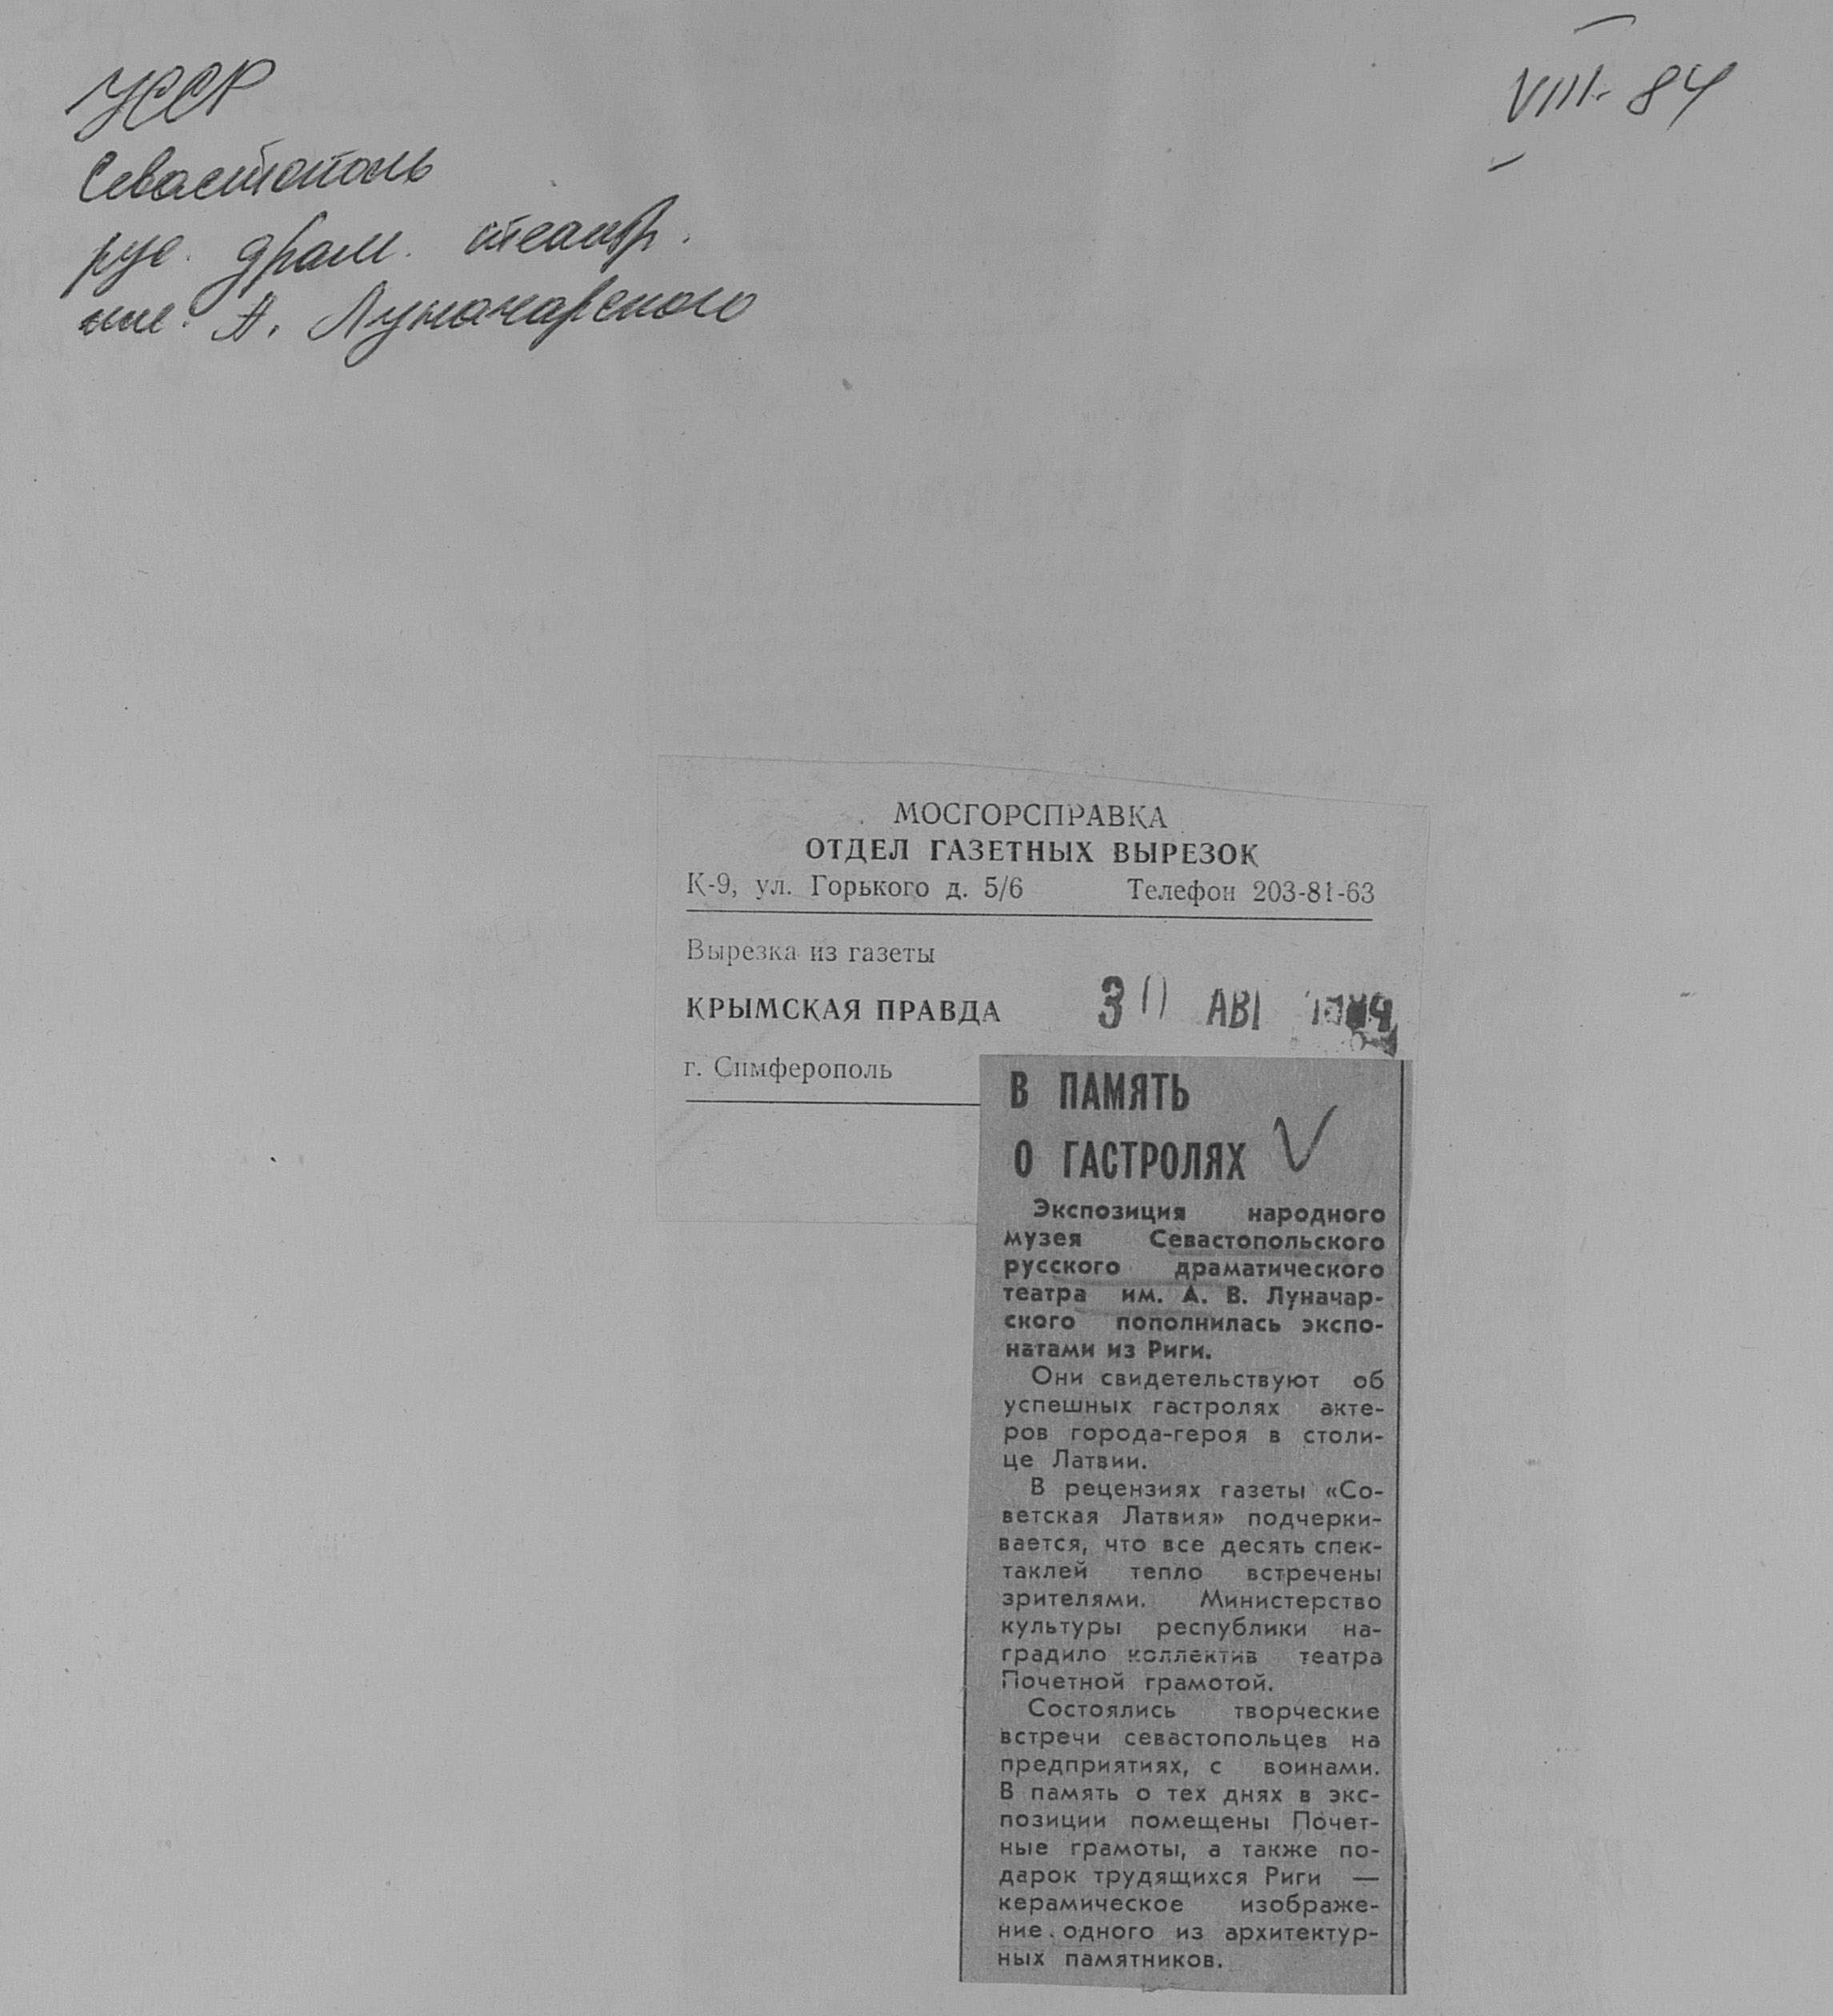 УССР
VIII-84
Севастополь
рус. драм. театр.
им. А. Луначарского
МОСГОРСПРАВКА
ОТДЕЛ ГАЗЕТНЫХ ВЫРЕЗОК
К-9, ул. Горького д. 5/6 Телефон 203-81-63
Вырезка из газеты
КРЫМСКАЯ ПРАВДА
30 АВГ 1984
г. Симферополь
В ПАМЯТЬ
О ГАСТРОЛЯХ
Экспозиция народного
музея Севастопольского
русского драматического
театра им. А. В. Луначар-
ского пополнилась экспо-
натами из Риги.
Они свидетельствуют об
успешных гастролях акте-
ров города-героя в столи-
це Латвии.
В рецензиях газеты «Со-
ветская Латвия» подчерки-
вается, что все десять спек-
таклей тепло встречены
зрителями. Министерство
культуры республики на-
градило коллектив театра
Почетной грамотой.
Состоялись творческие
встречи севастопольцев на
предприятиях, с воинами.
В память о тех днях в экс-
позиции помещены Почет-
ные грамоты, а также по-
дарок трудящихся Риги —
керамическое изображе-
ние одного из архитектур-
ных памятников.